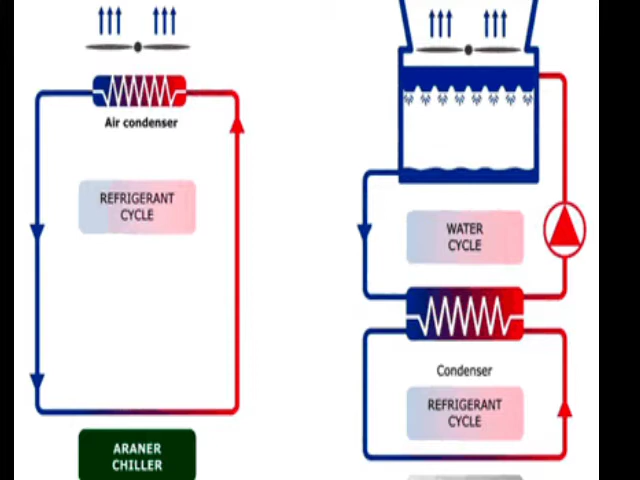 Air condenser
REFRIGERANT
CYCLE
ARANER
CHILLER
WATER
CYCLE
Condenser
REFRIGERANT
CYCLE